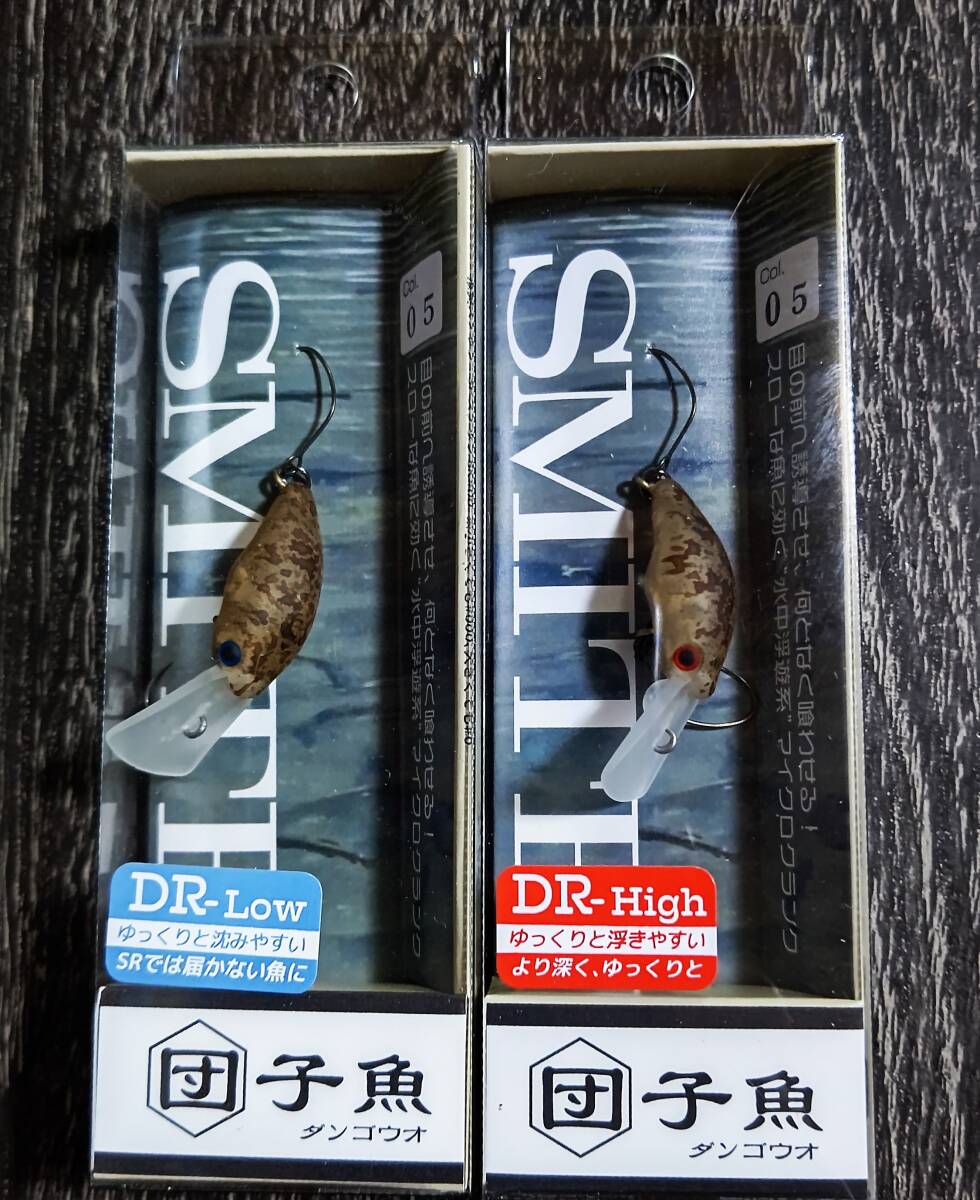 SMITH
Col.
05
目の前へ誘導させ、何となく喰わせる!
スローな魚に効く、"水中浮遊系"マイクロクランク
DR-Low
ゆっくりと沈みやすい
SRでは届かない魚に
団子魚
ダンゴウオ
SMITH
Col.
05
目の前へ誘導させ、何となく喰わせる!
スローな魚に効く、"水中浮遊系"マイクロクランク
DR-High
ゆっくりと浮きやすい
より深く、ゆっくりと
団子魚
ダンゴウオ